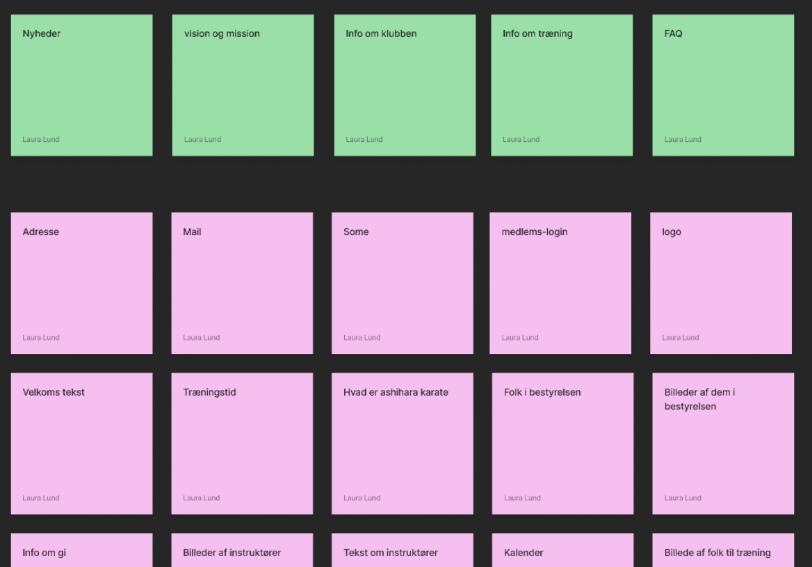 Nyheder
vision og mission
Info om klubben
Info om træning
FAQ
Laura Lund
Laura Lund
Laura Lund
Laura Lund
Laura Lund
Adresse
Mail
Some
medlems-login
logo
Laura Lund
Laura Lund
Laura Lund
Laura Lund
Laura Lund
Velkoms tekst
Træningstid
Hvad er ashihara karate
Folk i bestyrelsen
Billeder af dem i
bestyrelsen
Laura Lund
Laura Lund
Laura Lund
Laura Lund
Laura Lund
Info om gi
Billeder af instruktører
Tekst om instruktører
Kalender
Billede af folk til træning